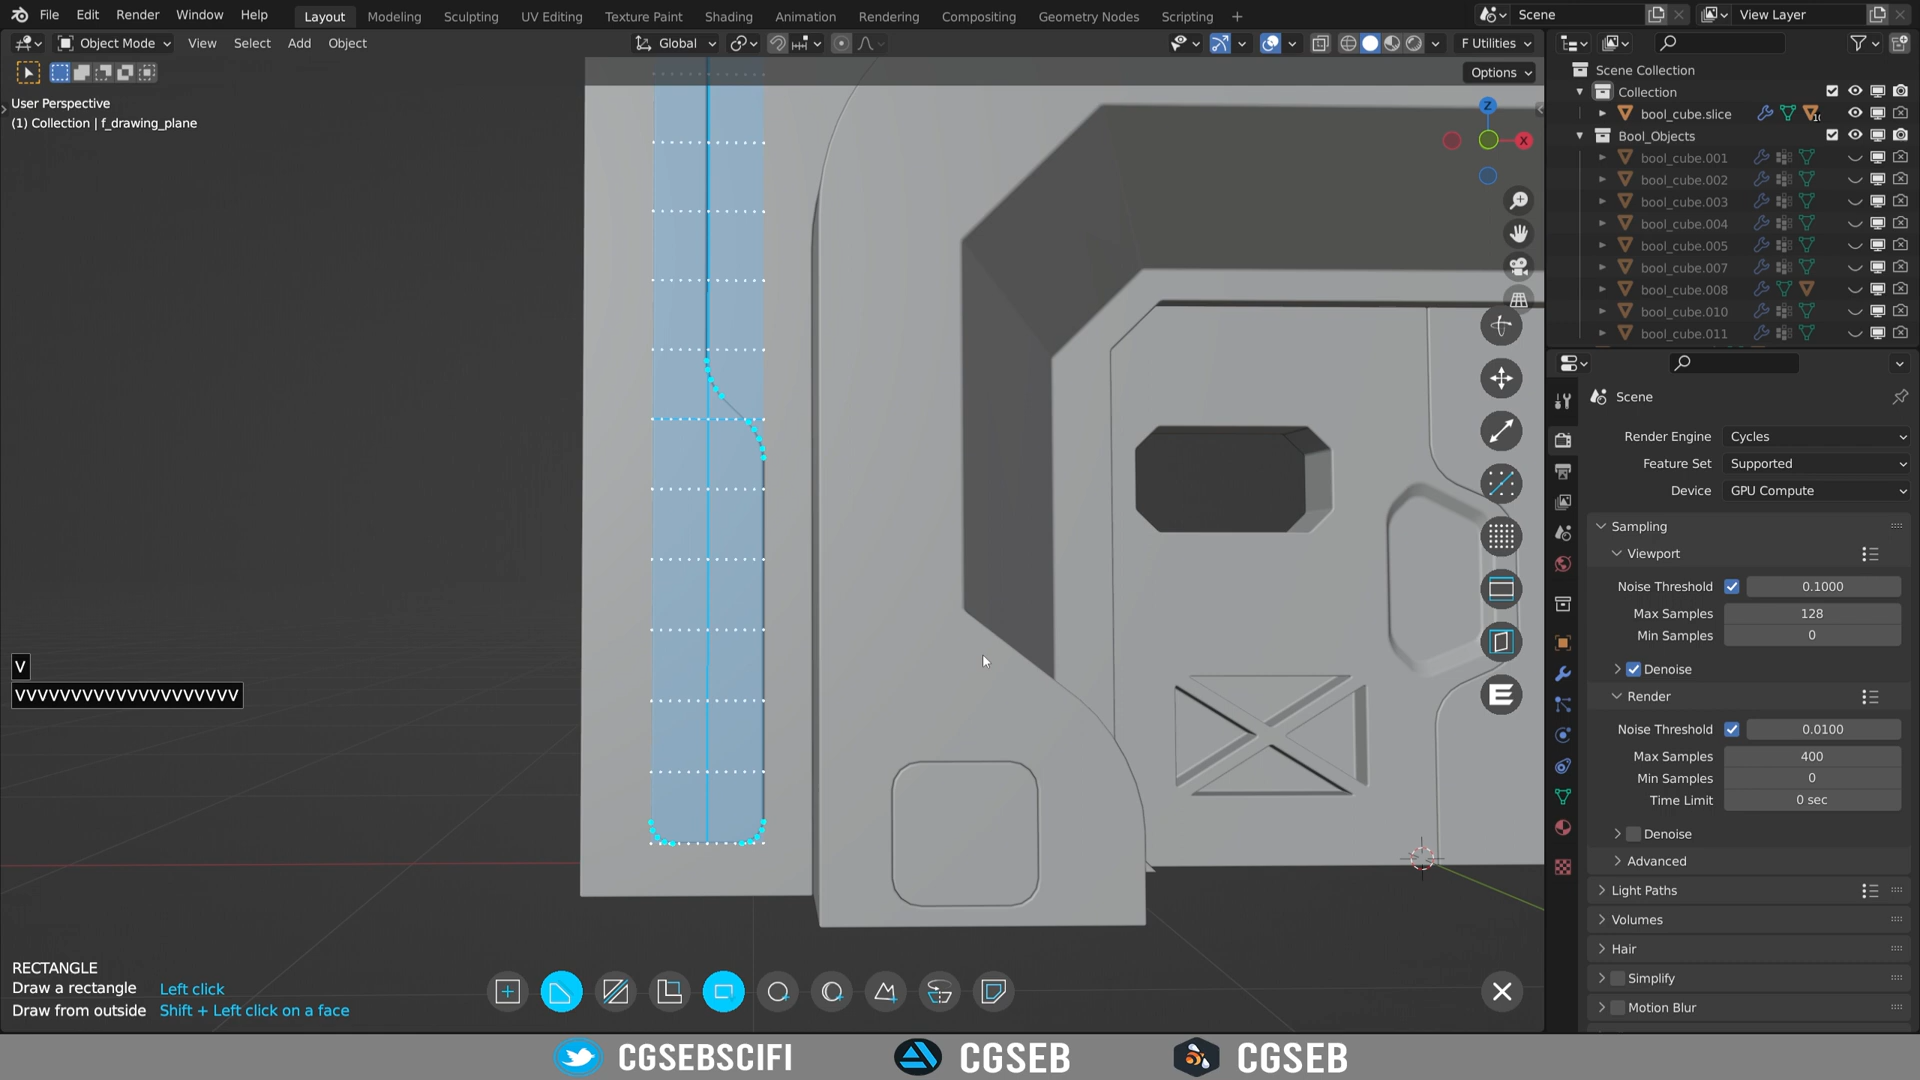 File Edit Render Window Help Layout Modeling Sculpting UV Editing Texture Paint Shading Animation Rendering Compositing Geometry Nodes Scripting + Scene View Layer
Object Mode View Select Add Object Global F Utilities
Options
User Perspective
(1) Collection | f_drawing_plane
Z
X
V
VVVVVVVVVVVVVVVVVVVV
RECTANGLE
Draw a rectangle Left click
Draw from outside Shift + Left click on a face
Scene Collection
Collection
bool_cube.slice
Bool_Objects
bool_cube.001
bool_cube.002
bool_cube.003
bool_cube.004
bool_cube.005
bool_cube.007
bool_cube.008
bool_cube.010
bool_cube.011
Scene
Render Engine Cycles
Feature Set Supported
Device GPU Compute
Sampling
Viewport
Noise Threshold 0.1000
Max Samples 128
Min Samples 0
Denoise
Render
Noise Threshold 0.0100
Max Samples 400
Min Samples 0
Time Limit 0 sec
Denoise
Advanced
Light Paths
Volumes
Hair
Simplify
Motion Blur
CGSEBSCIFI CGSEB CGSEB